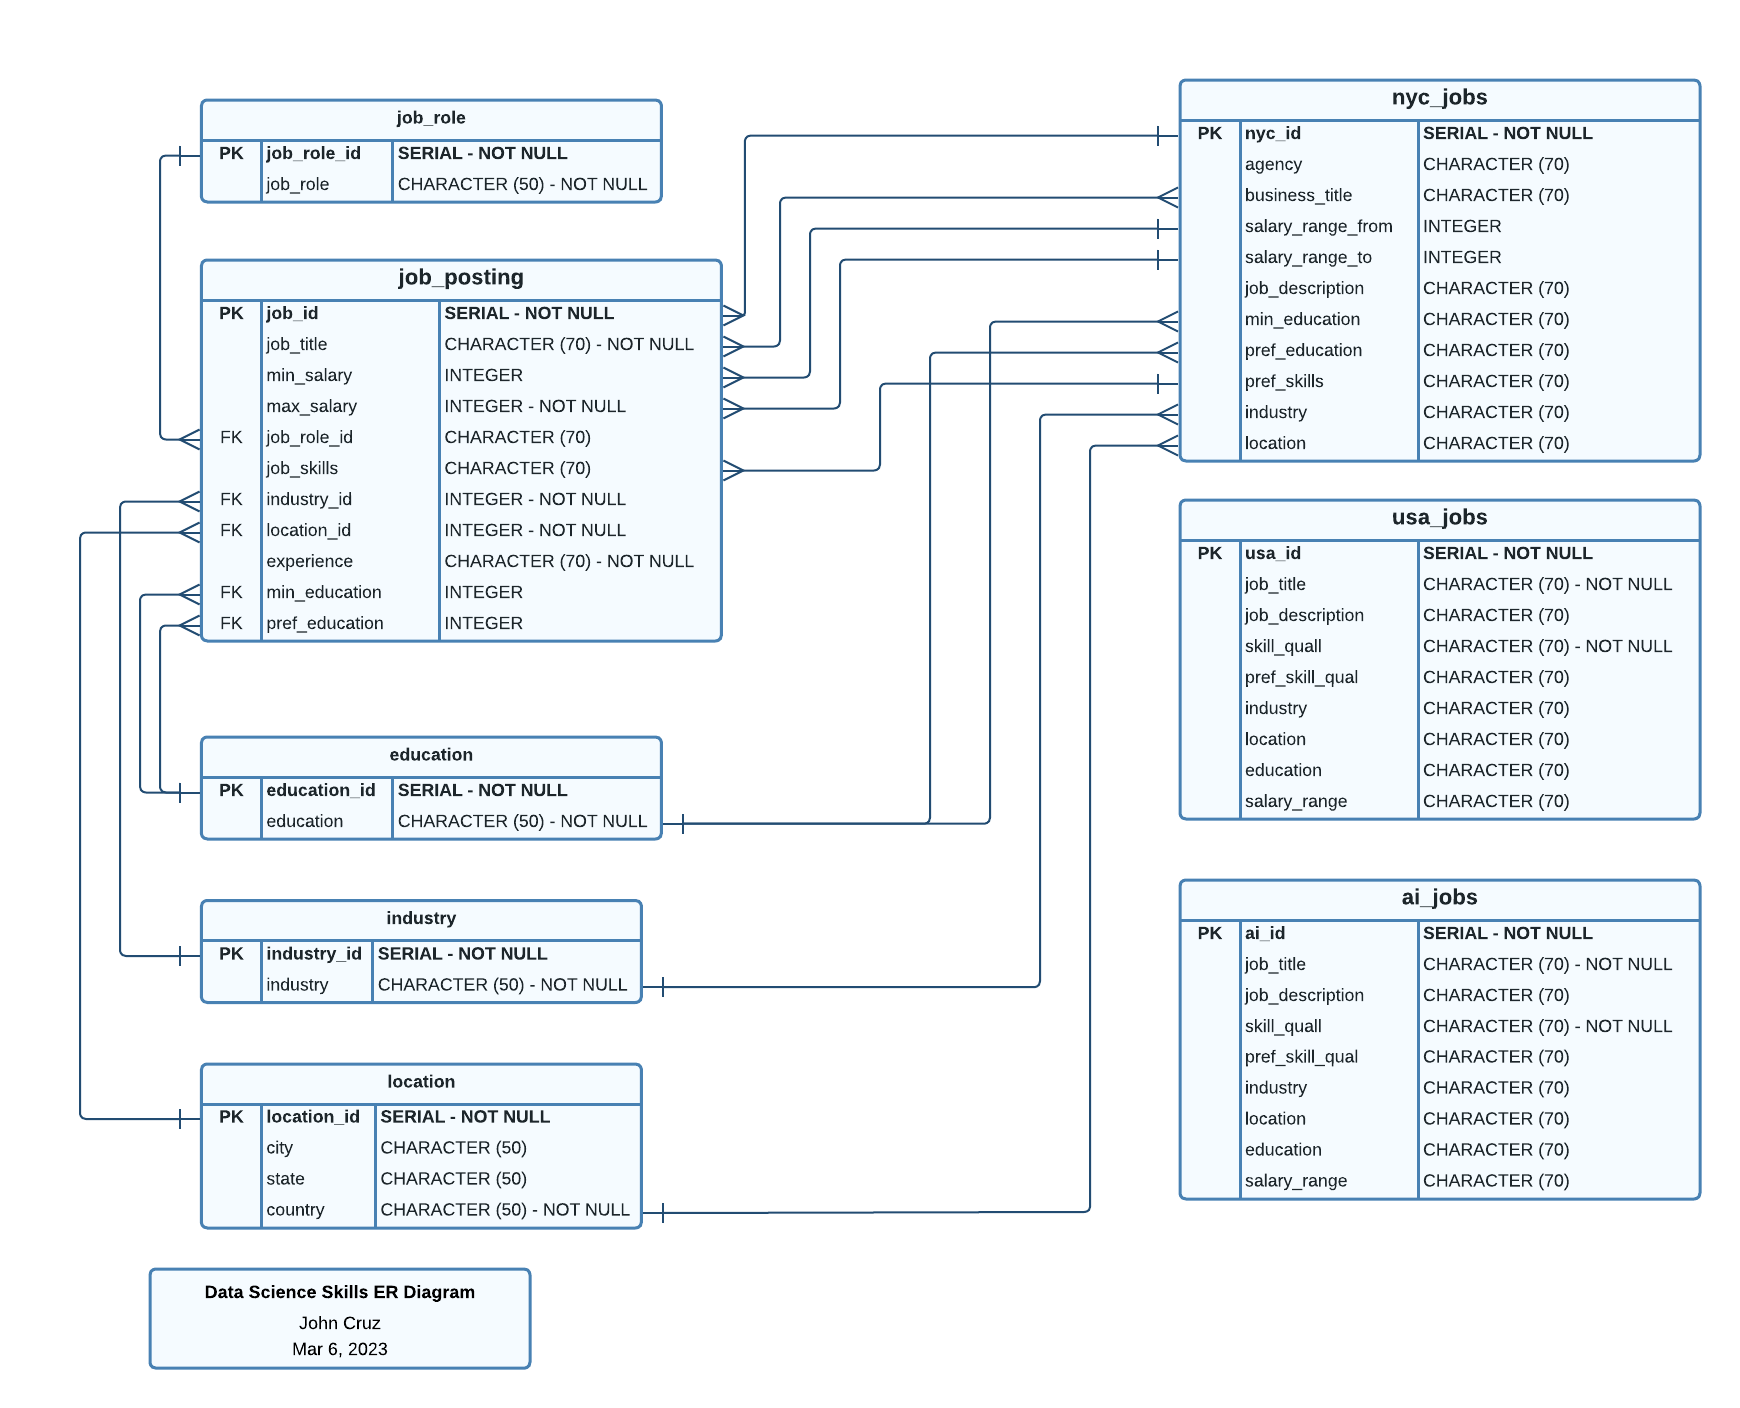 job_role
PK job_role_id SERIAL - NOT NULL
job_role CHARACTER (50) - NOT NULL
job_posting
PK job_id SERIAL - NOT NULL
job_title CHARACTER (70) - NOT NULL
min_salary INTEGER
max_salary INTEGER - NOT NULL
FK job_role_id CHARACTER (70)
job_skills CHARACTER (70)
FK industry_id INTEGER - NOT NULL
FK location_id INTEGER - NOT NULL
experience CHARACTER (70) - NOT NULL
FK min_education INTEGER
FK pref_education INTEGER
education
PK education_id SERIAL - NOT NULL
education CHARACTER (50) - NOT NULL
industry
PK industry_id SERIAL - NOT NULL
industry CHARACTER (50) - NOT NULL
location
PK location_id SERIAL - NOT NULL
city CHARACTER (50)
state CHARACTER (50)
country CHARACTER (50) - NOT NULL
Data Science Skills ER Diagram
John Cruz
Mar 6, 2023
nyc_jobs
PK nyc_id SERIAL - NOT NULL
agency CHARACTER (70)
business_title CHARACTER (70)
salary_range_from INTEGER
salary_range_to INTEGER
job_description CHARACTER (70)
min_education CHARACTER (70)
pref_education CHARACTER (70)
pref_skills CHARACTER (70)
industry CHARACTER (70)
location CHARACTER (70)
usa_jobs
PK usa_id SERIAL - NOT NULL
job_title CHARACTER (70) - NOT NULL
job_description CHARACTER (70)
skill_quall CHARACTER (70) - NOT NULL
pref_skill_qual CHARACTER (70)
industry CHARACTER (70)
location CHARACTER (70)
education CHARACTER (70)
salary_range CHARACTER (70)
ai_jobs
PK ai_id SERIAL - NOT NULL
job_title CHARACTER (70) - NOT NULL
job_description CHARACTER (70)
skill_quall CHARACTER (70) - NOT NULL
pref_skill_qual CHARACTER (70)
industry CHARACTER (70)
location CHARACTER (70)
education CHARACTER (70)
salary_range CHARACTER (70)